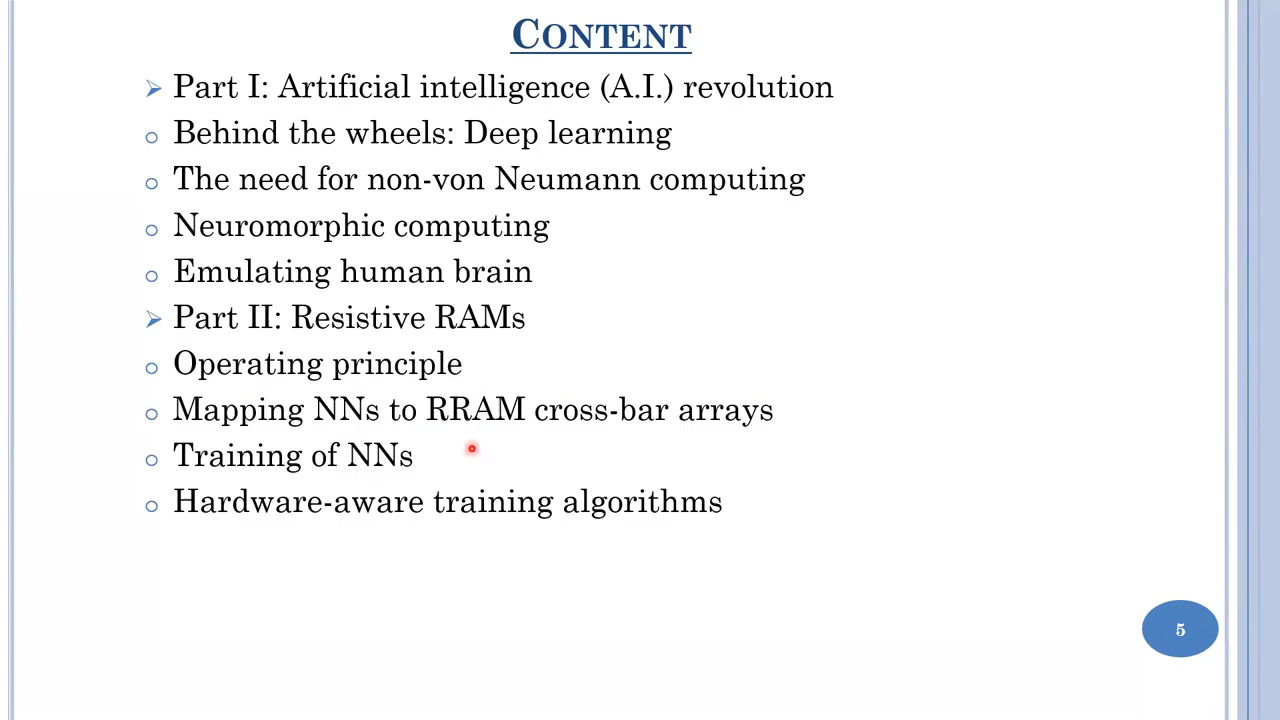 CONTENT
Part I: Artificial intelligence (A.I.) revolution
Behind the wheels: Deep learning
The need for non-von Neumann computing
Neuromorphic computing
Emulating human brain
Part II: Resistive RAMs
Operating principle
Mapping NNs to RRAM cross-bar arrays
Training of NNs
Hardware-aware training algorithms
5